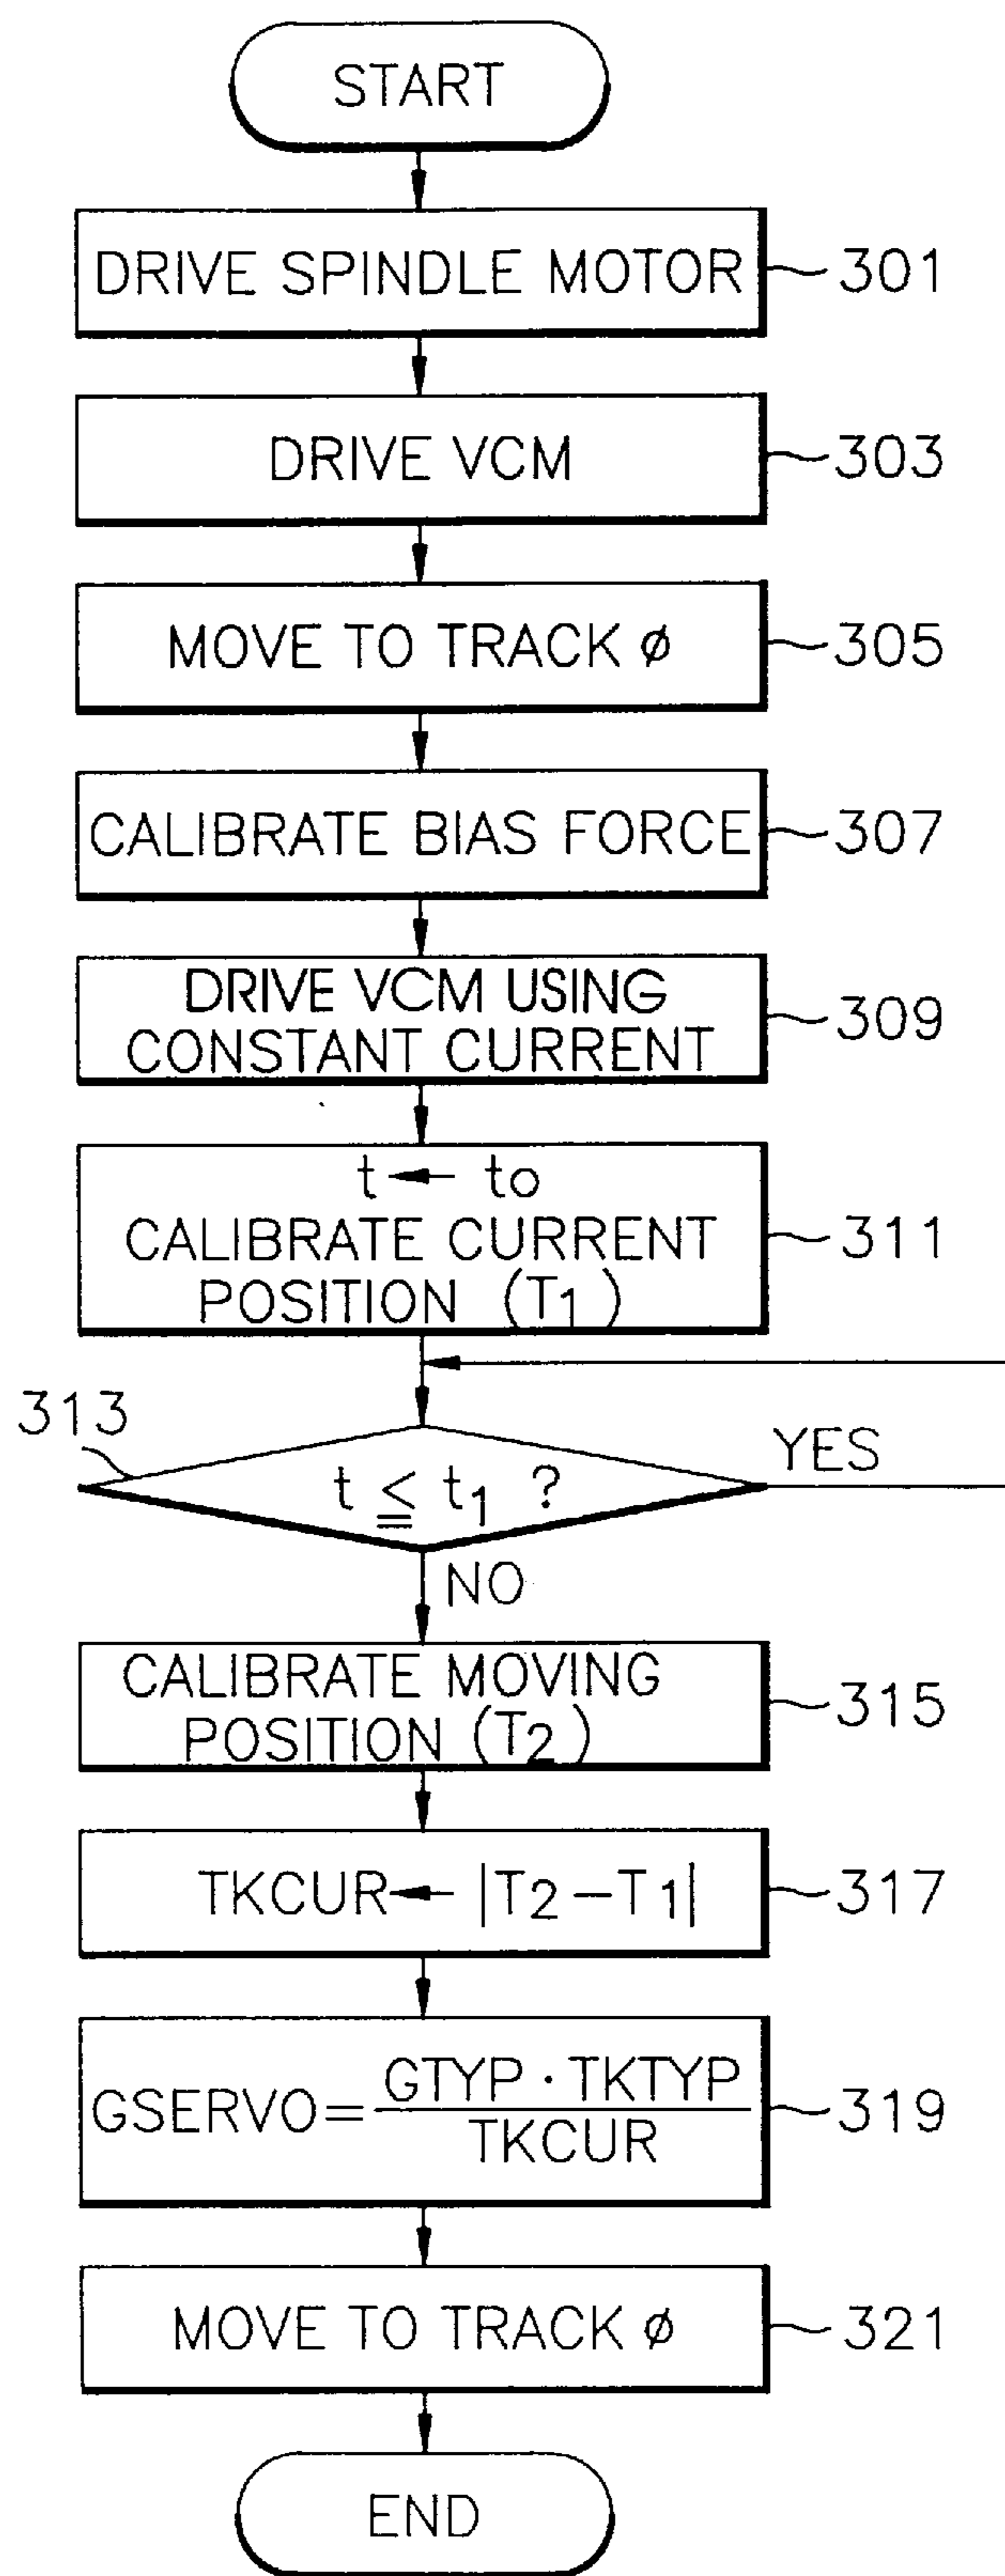 START
DRIVE SPINDLE MOTOR
301
DRIVE VCM
303
MOVE TO TRACK ϕ
305
CALIBRATE BIAS FORCE
307
DRIVE VCM USING
CONSTANT CURRENT
309
t ← to
CALIBRATE CURRENT
POSITION (T1)
311
313
t ≦ t1 ?
YES
NO
CALIBRATE MOVING
POSITION (T2)
315
TKCUR ← |T2−T1|
317
GSERVO = GTYP · TKTYP / TKCUR
319
MOVE TO TRACK ϕ
321
END